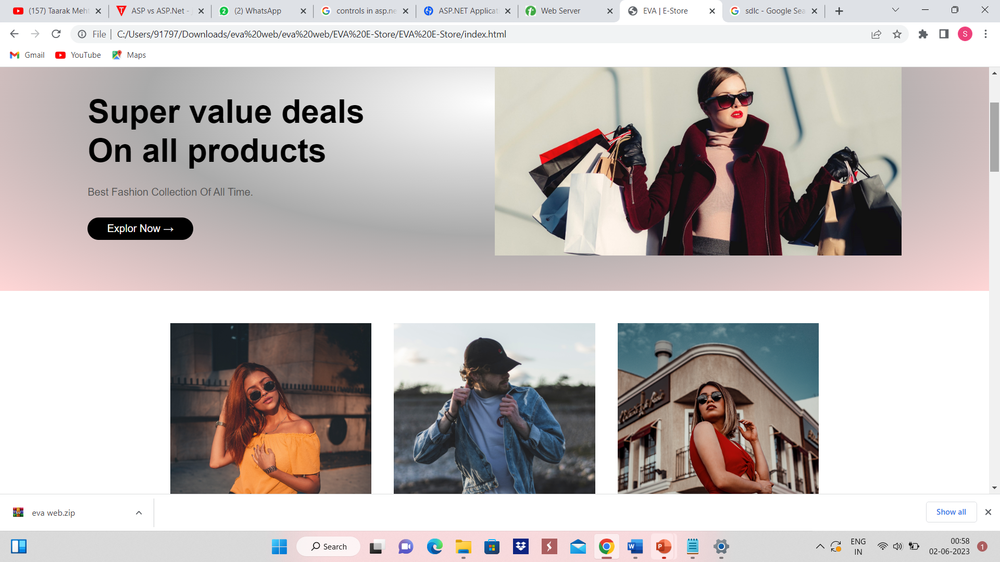 (157) Taarak Meht
ASP vs ASP.Net - j
2
(2) WhatsApp
controls in asp.ne
ASP.NET Applicat
Web Server
EVA | E-Store
sdlc - Google Sea
File
C:/Users/91797/Downloads/eva%20web/eva%20web/EVA%20E-Store/EVA%20E-Store/index.html
S
Gmail
YouTube
Maps
Super value deals
On all products
Best Fashion Collection Of All Time.
Explor Now →
eva web.zip
Show all
Search
W
P
ENG
IN
00:58
02-06-2023
1